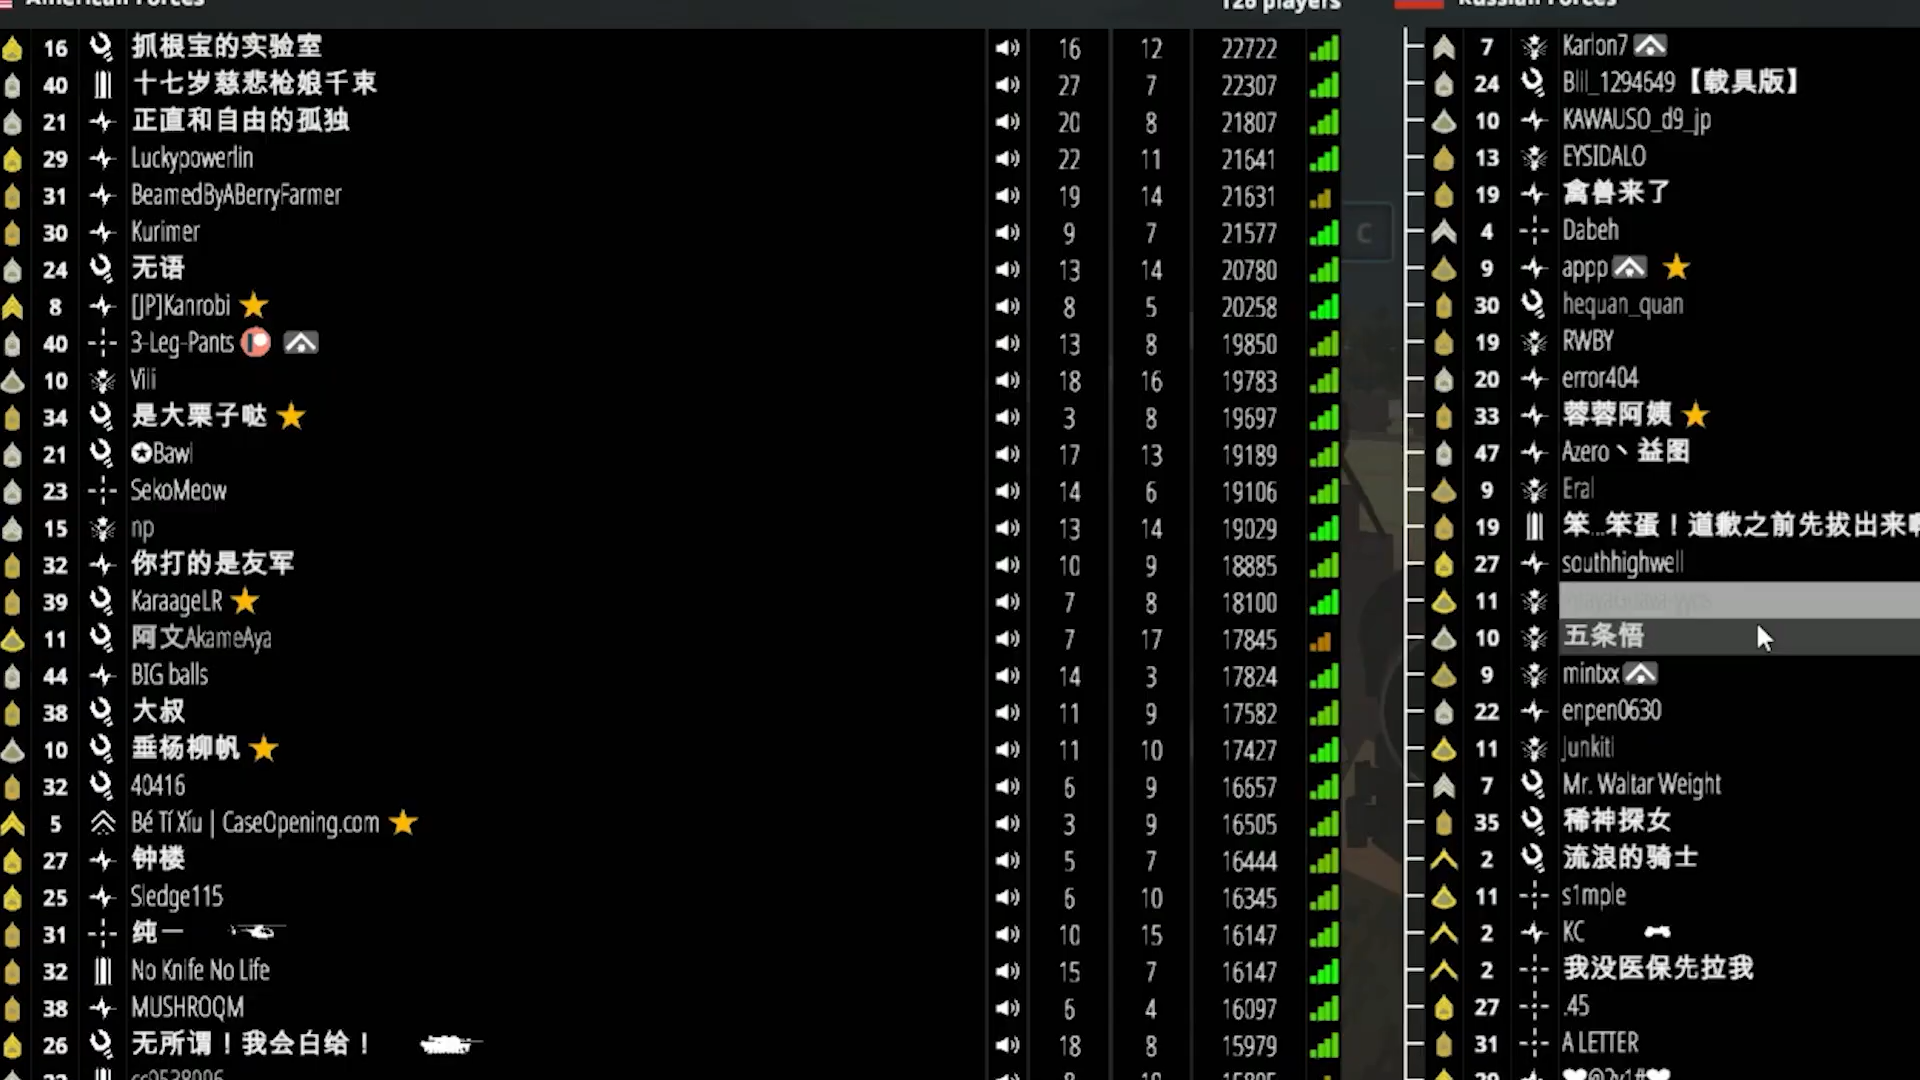 American Forces 126 players
16 抓根宝的实验室 16 12 22722
40 十七岁慈悲枪娘千束 27 7 22307
21 正直和自由的孤独 20 8 21807
29 Luckypowerlin 22 11 21641
31 BeamedByABerryFarmer 19 14 21631
30 Kurimer 9 7 21577
24 无语 13 14 20780
8 [JP]Kanrobi 8 5 20258
40 3-Leg-Pants 13 8 19850
10 Viii 18 16 19783
34 是大栗子哒 3 8 19697
21 ✪Bawl 17 13 19189
23 SekoMeow 14 6 19106
15 np 13 14 19029
32 你打的是友军 10 9 18885
39 KaraageLR 7 8 18100
11 阿文AkameAya 7 17 17845
44 BIG balls 14 3 17824
38 大叔 11 9 17582
10 垂杨柳帆 11 10 17427
32 40416 6 9 16657
5 Bé Tí Xíu | CaseOpening.com 3 9 16505
27 钟楼 5 7 16444
25 Sledge115 6 10 16345
31 纯一 10 15 16147
32 No Knife No Life 15 7 16147
38 MUSHROQM 6 4 16097
26 无所谓！我会白给！ 18 8 15979
C
Russian Forces
7 Karlon7
24 Bili_1294649【载具版】
10 KAWAUSO_d9_jp
13 EYSIDALO
19 禽兽来了
4 Dabeh
9 appp
30 hequan_quan
19 RWBY
20 error404
33 蓉蓉阿姨
47 Azero丶益图
9 Eral
19 笨...笨蛋！道歉之前先拔出来啊
27 southhighwell
11
10 五条悟
9 mintxx
22 enpen0630
11 Junkiti
7 Mr. Waltar Weight
35 稀神探女
2 流浪的骑士
11 s1mple
2 KC
2 我没医保先拉我
27 .45
31 A LETTER